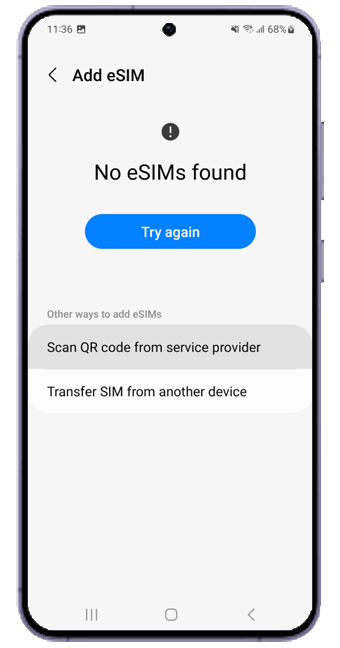 11:36 68%
Add eSIM
No eSIMs found
Try again
Other ways to add eSIMs
Scan QR code from service provider
Transfer SIM from another device